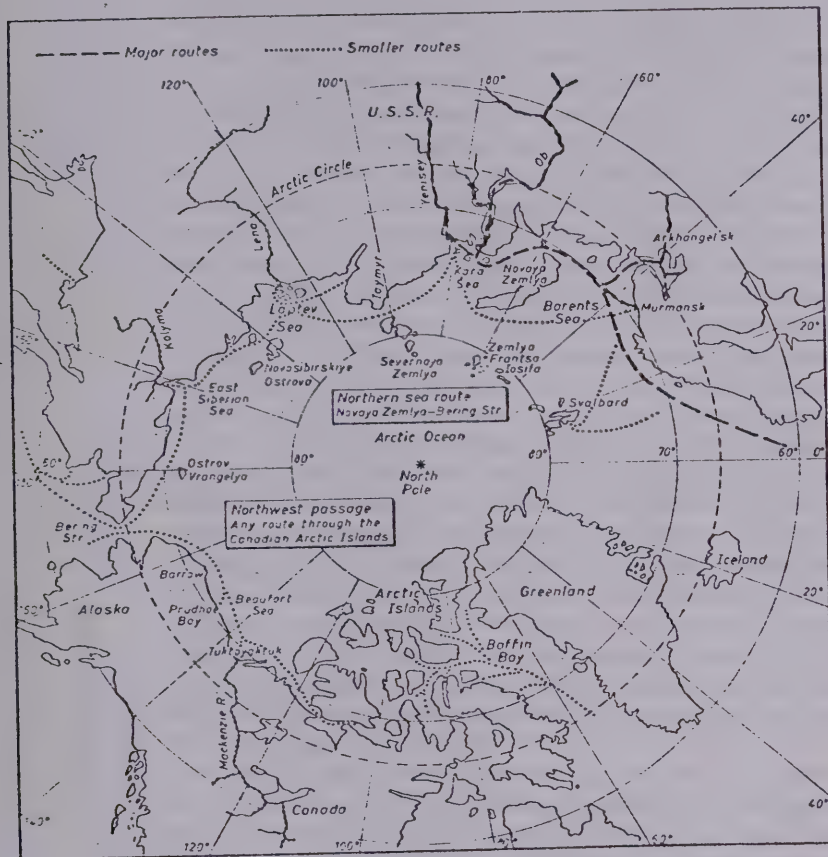 Major routes
Smaller routes
120°
100°
80°
60°
40°
U.S.S.R.
Yenisey
Ob
Arctic Circle
Lena
Taymyr
Kara
Sea
Novaya
Zemlya
Arkhangel'sk
Murmansk
Barents
Sea
20°
Laptev
Sea
Kolyma
Novosibirskiye
Ostrova
Severnaya
Zemlya
Zemlya
Frantsa
Iosifa
East
Siberian
Sea
Northern sea route
Novaya Zemlya-Bering Str
Svalbard
Arctic Ocean
80°
80°
70°
60°
0°
North
Pole
Ostrov
Vrangelya
Northwest passage
Any route through the
Canadian Arctic Islands
Bering
Str.
Iceland
Barrow
Alaska
Prudhoe
Bay
Beaufort
Sea
Arctic
Islands
Greenland
20°
Baffin
Bay
Tuktoyaktuk
Mackenzie R.
Canada
40°
140°
120°
100°
60°